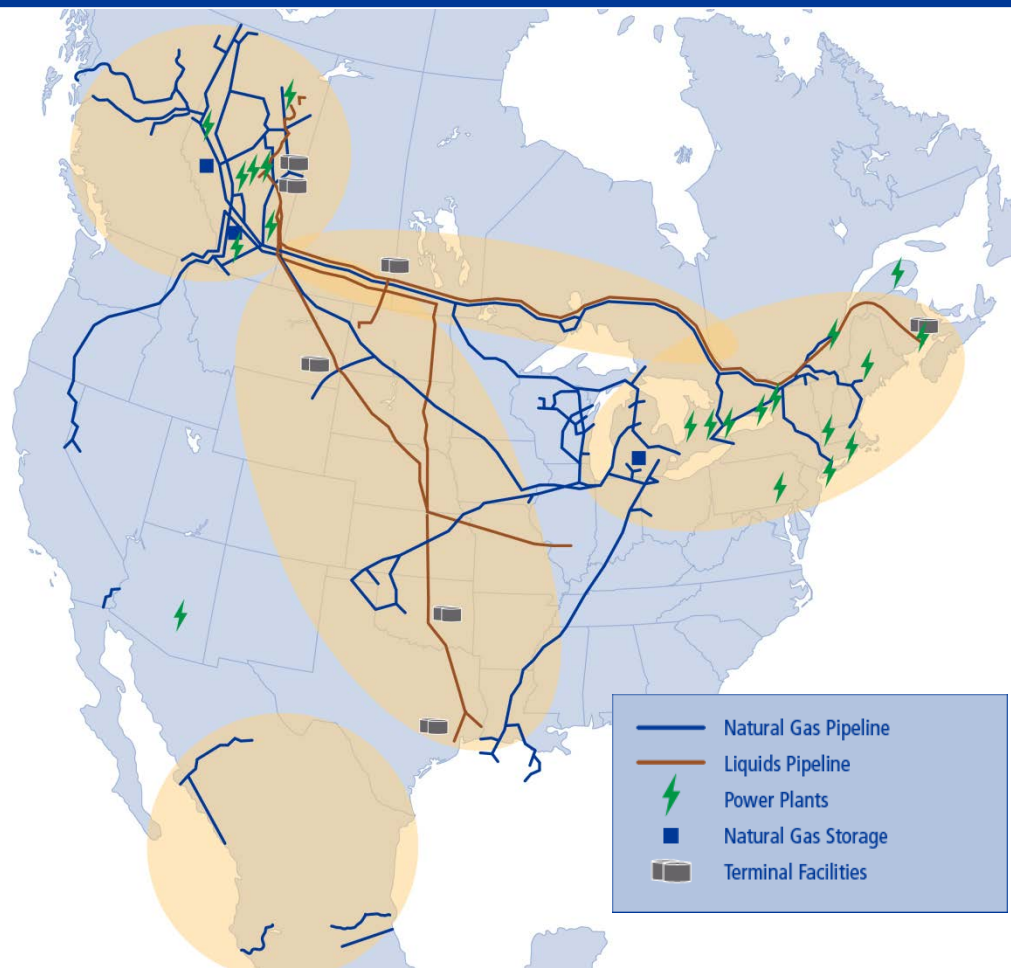 Natural Gas Pipeline
Liquids Pipeline
Power Plants
Natural Gas Storage
Terminal Facilities